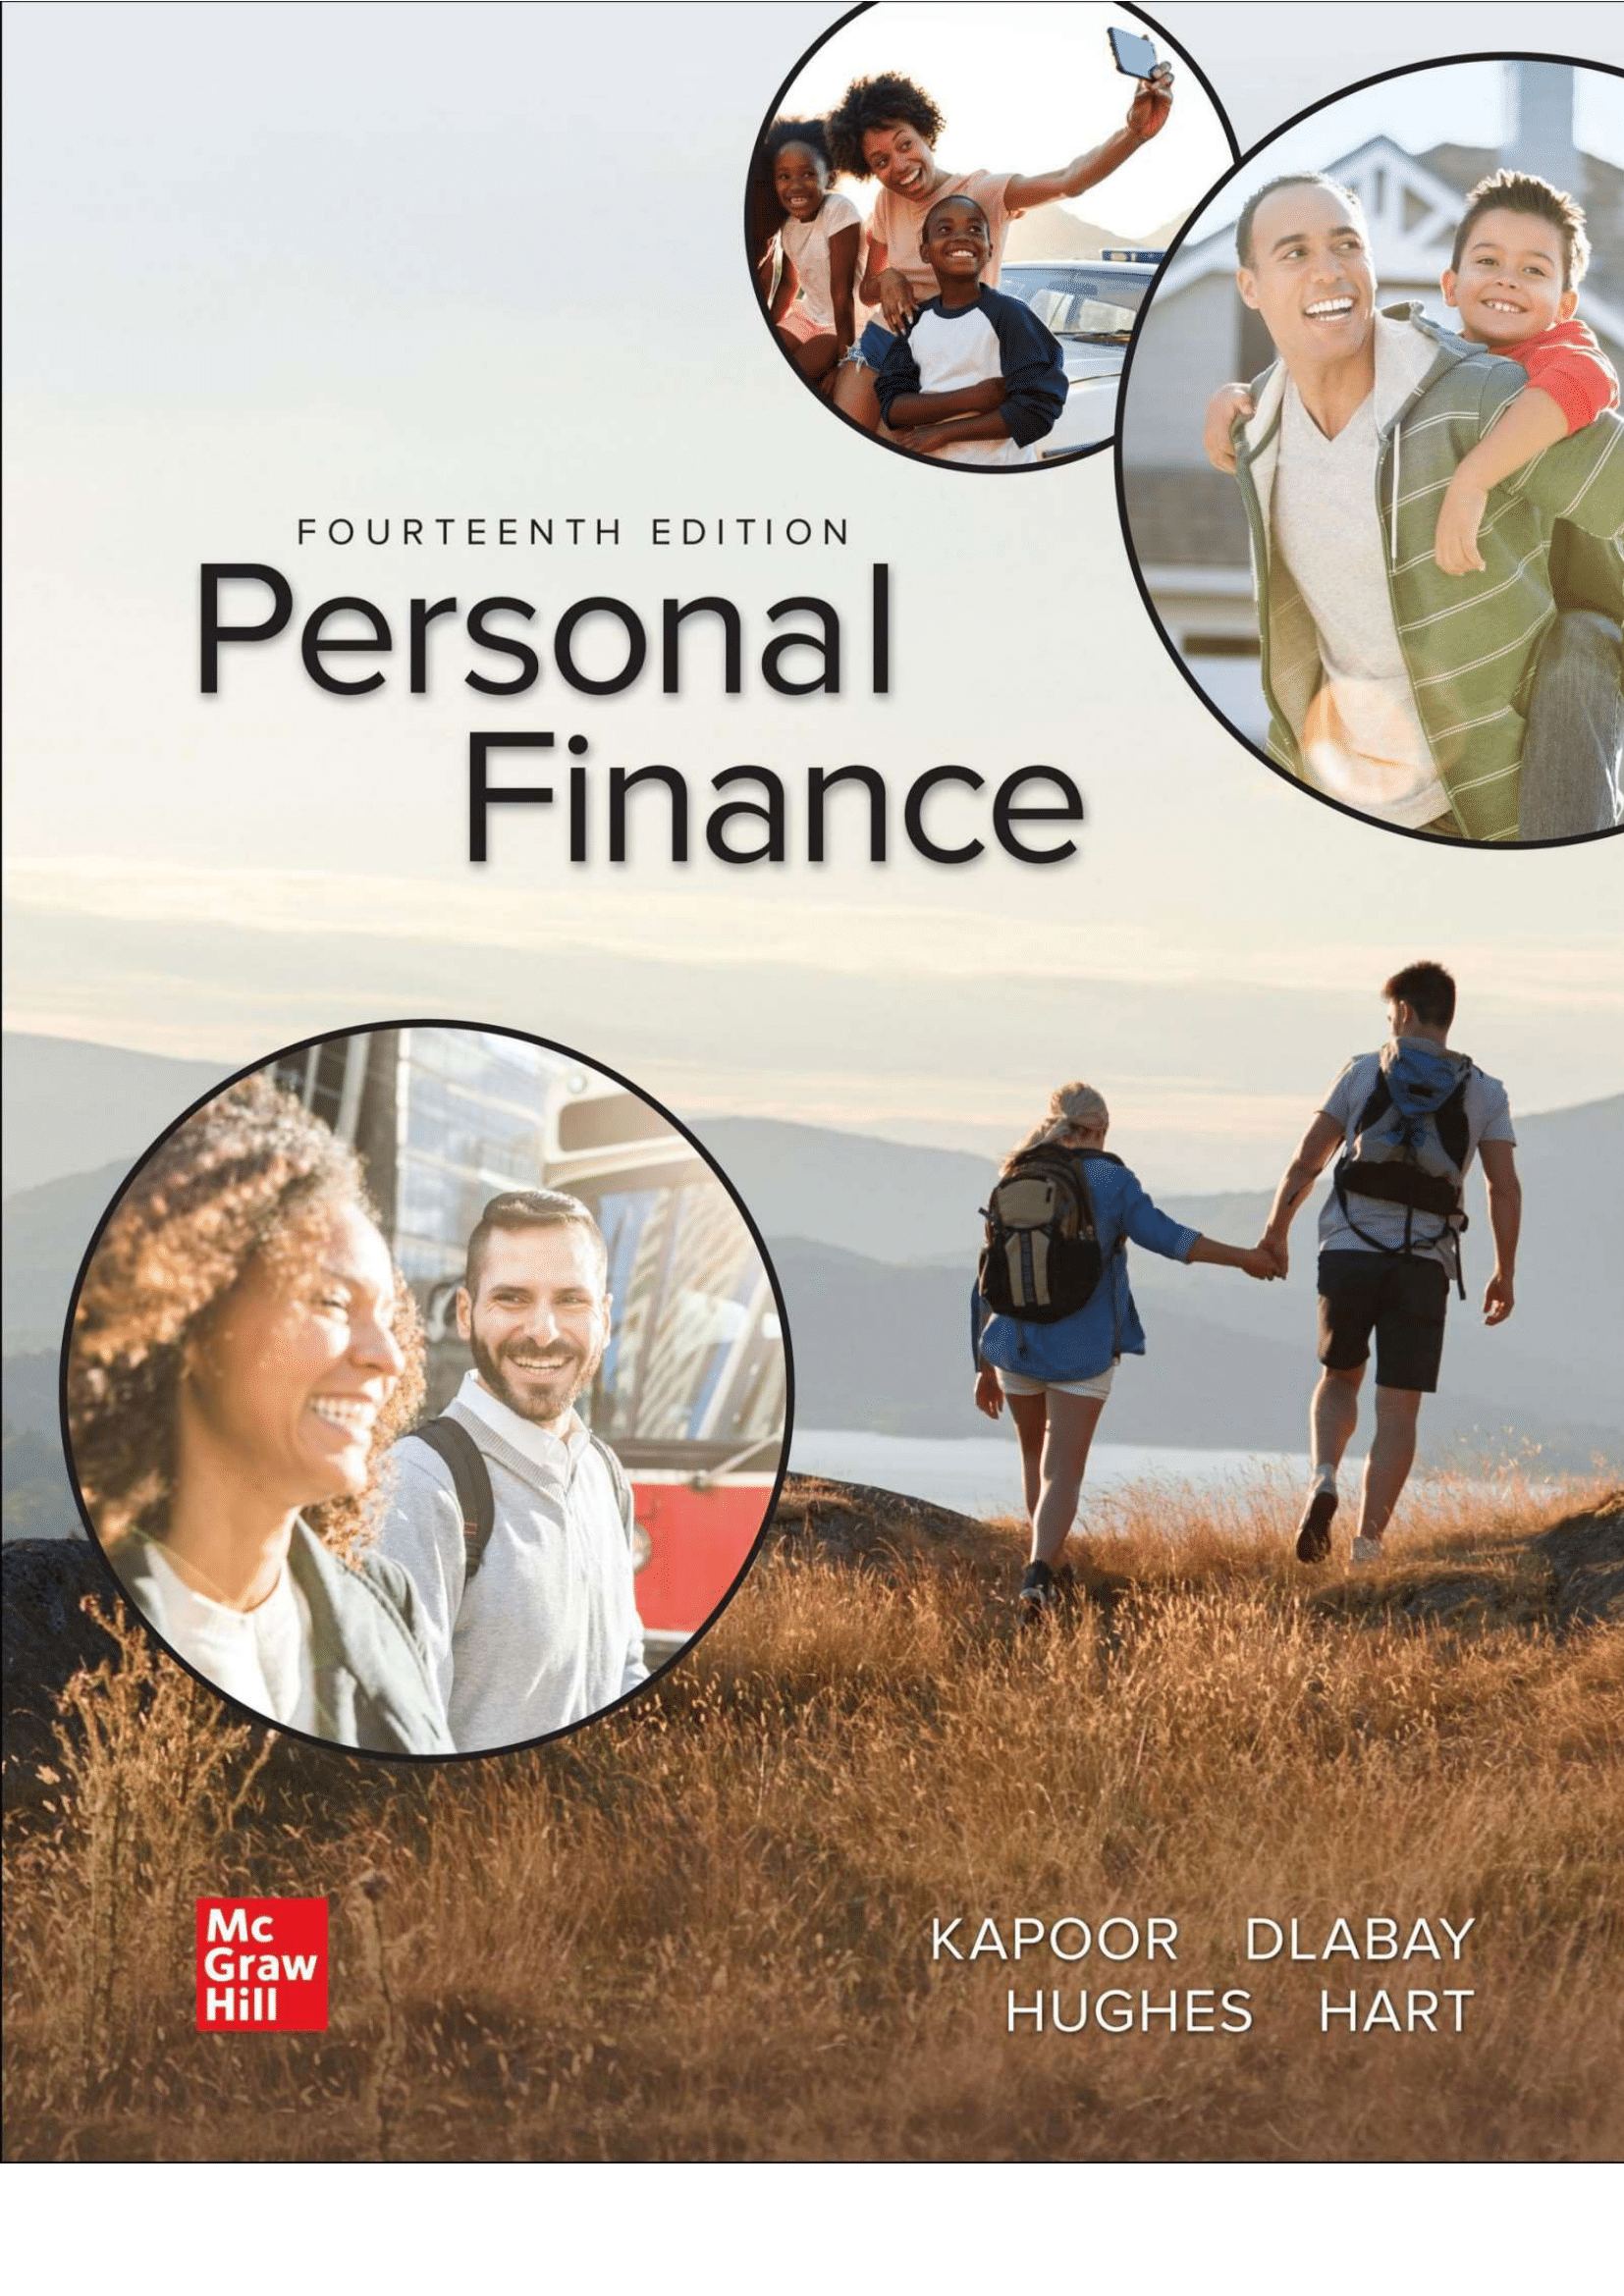 FOURTEENTH EDITION
Personal
Finance
Mc
Graw
Hill
KAPOOR DLABAY
HUGHES HART